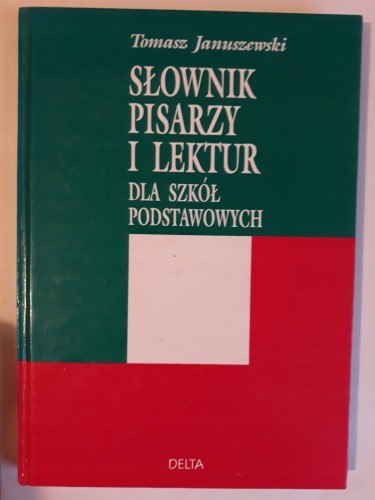 Tomasz Januszewski
SŁOWNIK
PISARZY
I LEKTUR
DLA SZKÓŁ
PODSTAWOWYCH
DELTA